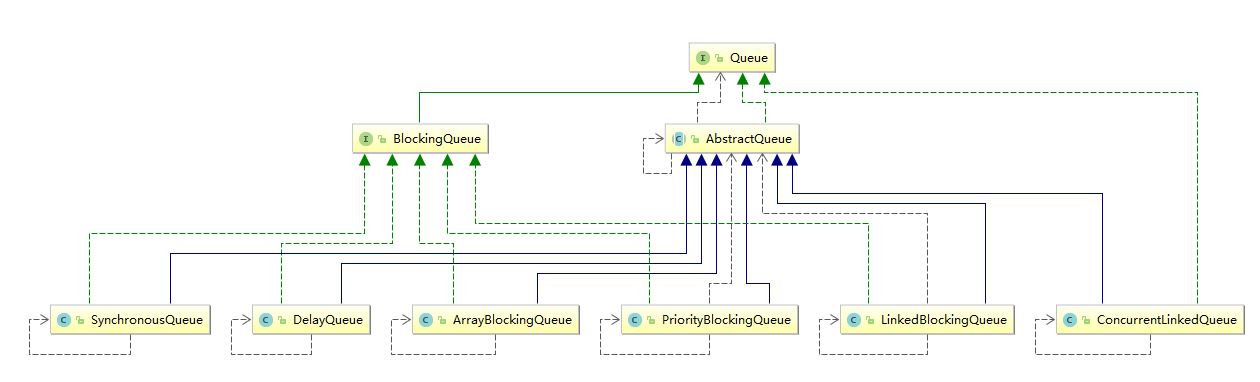 I Queue
I BlockingQueue
C AbstractQueue
C SynchronousQueue
C DelayQueue
C ArrayBlockingQueue
C PriorityBlockingQueue
C LinkedBlockingQueue
C ConcurrentLinkedQueue